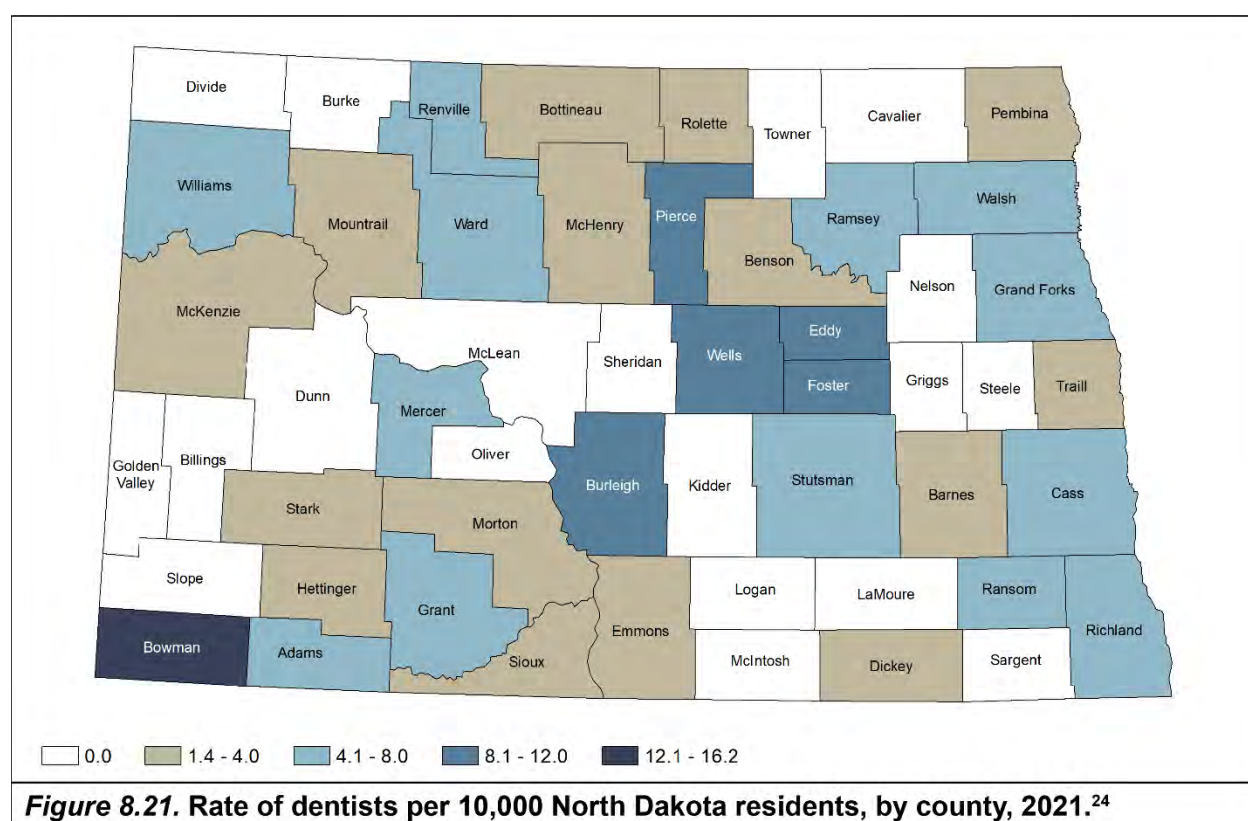 Divide
Burke
Renville
Bottineau
Rolette
Towner
Cavalier
Pembina
Williams
Mountrail
Ward
McHenry
Pierce
Benson
Ramsey
Walsh
Nelson
Grand Forks
McKenzie
Dunn
McLean
Sheridan
Wells
Eddy
Foster
Griggs
Steele
Traill
Mercer
Oliver
Golden
Valley
Billings
Stark
Morton
Burleigh
Kidder
Stutsman
Barnes
Cass
Slope
Hettinger
Grant
Emmons
Logan
LaMoure
Ransom
Richland
Bowman
Adams
Sioux
McIntosh
Dickey
Sargent
0.0
1.4 - 4.0
4.1 - 8.0
8.1 - 12.0
12.1 - 16.2
Figure 8.21. Rate of dentists per 10,000 North Dakota residents, by county, 2021.²⁴